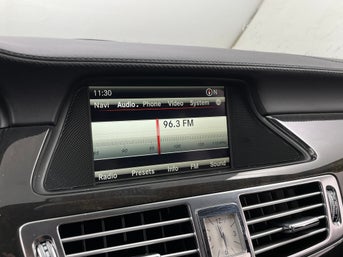 11:30 N
Navi Audio Phone Video System
96.3 FM
Radio Presets Info FM Sound